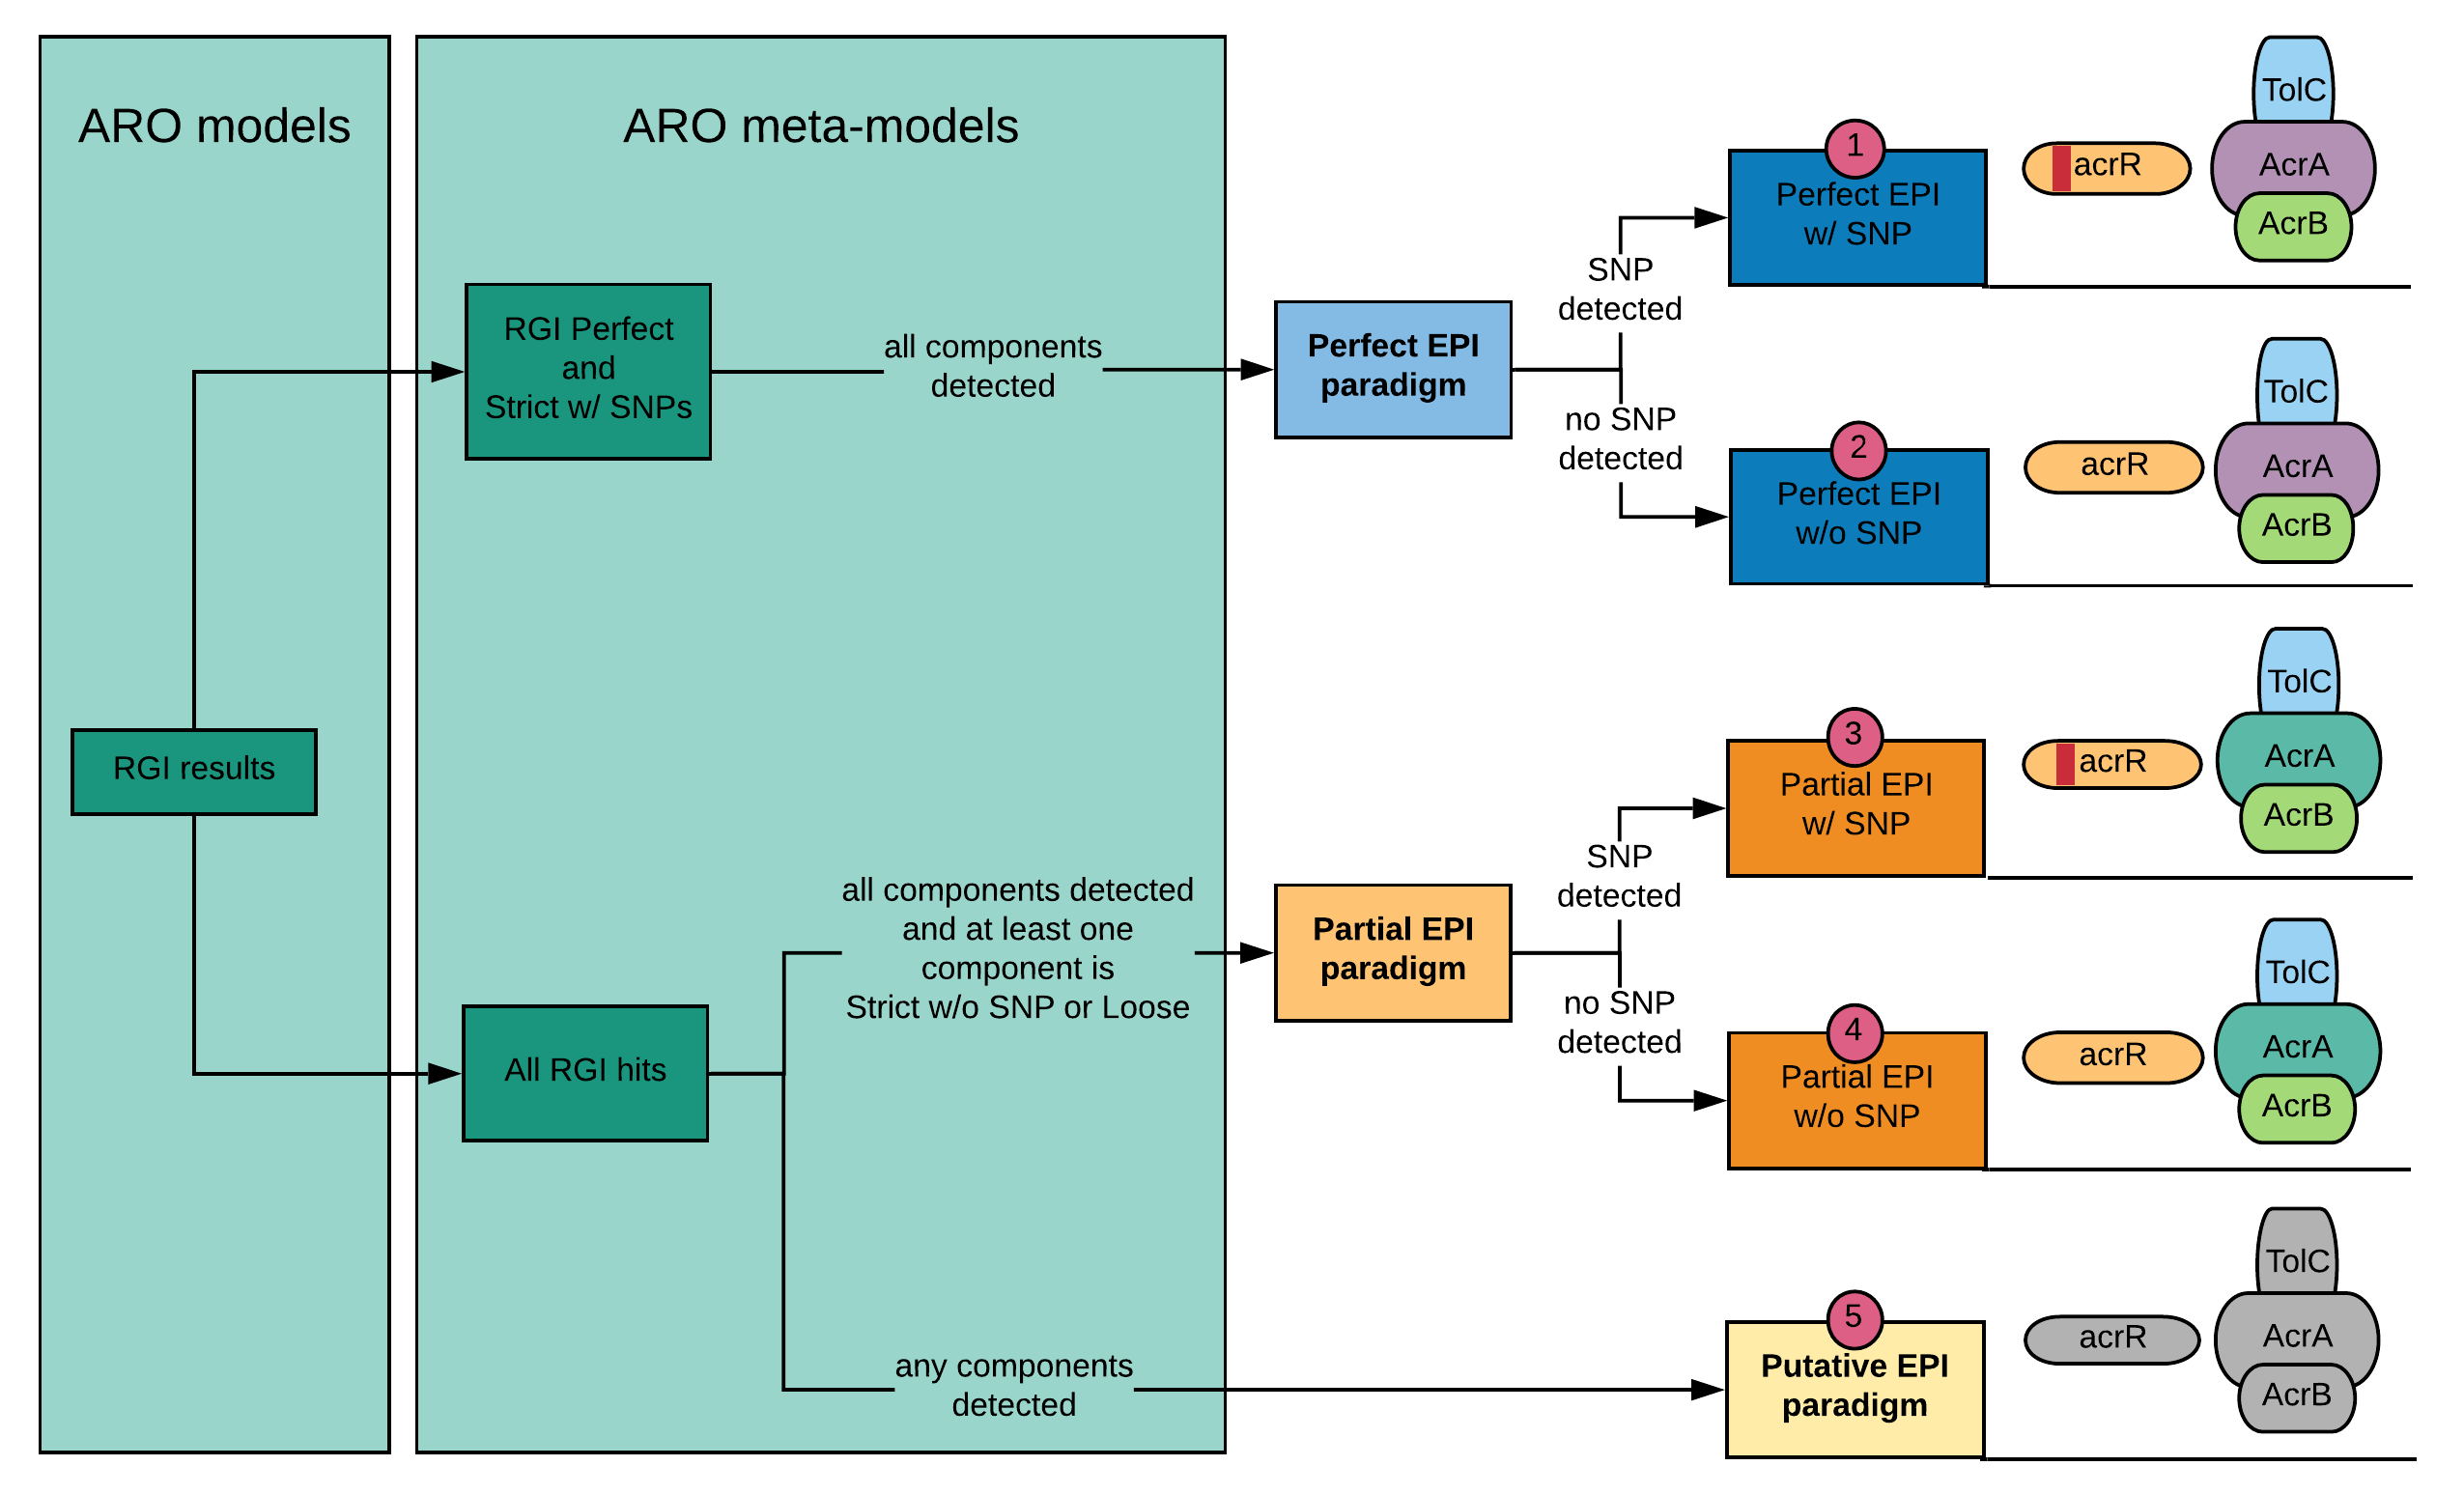 ARO models
ARO meta-models
RGI results
RGI Perfect
and
Strict w/ SNPs
all components
detected
Perfect EPI
paradigm
SNP
detected
no SNP
detected
1
Perfect EPI
w/ SNP
acrR
TolC
AcrA
AcrB
2
Perfect EPI
w/o SNP
acrR
TolC
AcrA
AcrB
All RGI hits
all components detected
and at least one
component is
Strict w/o SNP or Loose
Partial EPI
paradigm
SNP
detected
no SNP
detected
3
Partial EPI
w/ SNP
acrR
TolC
AcrA
AcrB
4
Partial EPI
w/o SNP
acrR
TolC
AcrA
AcrB
any components
detected
5
Putative EPI
paradigm
acrR
TolC
AcrA
AcrB